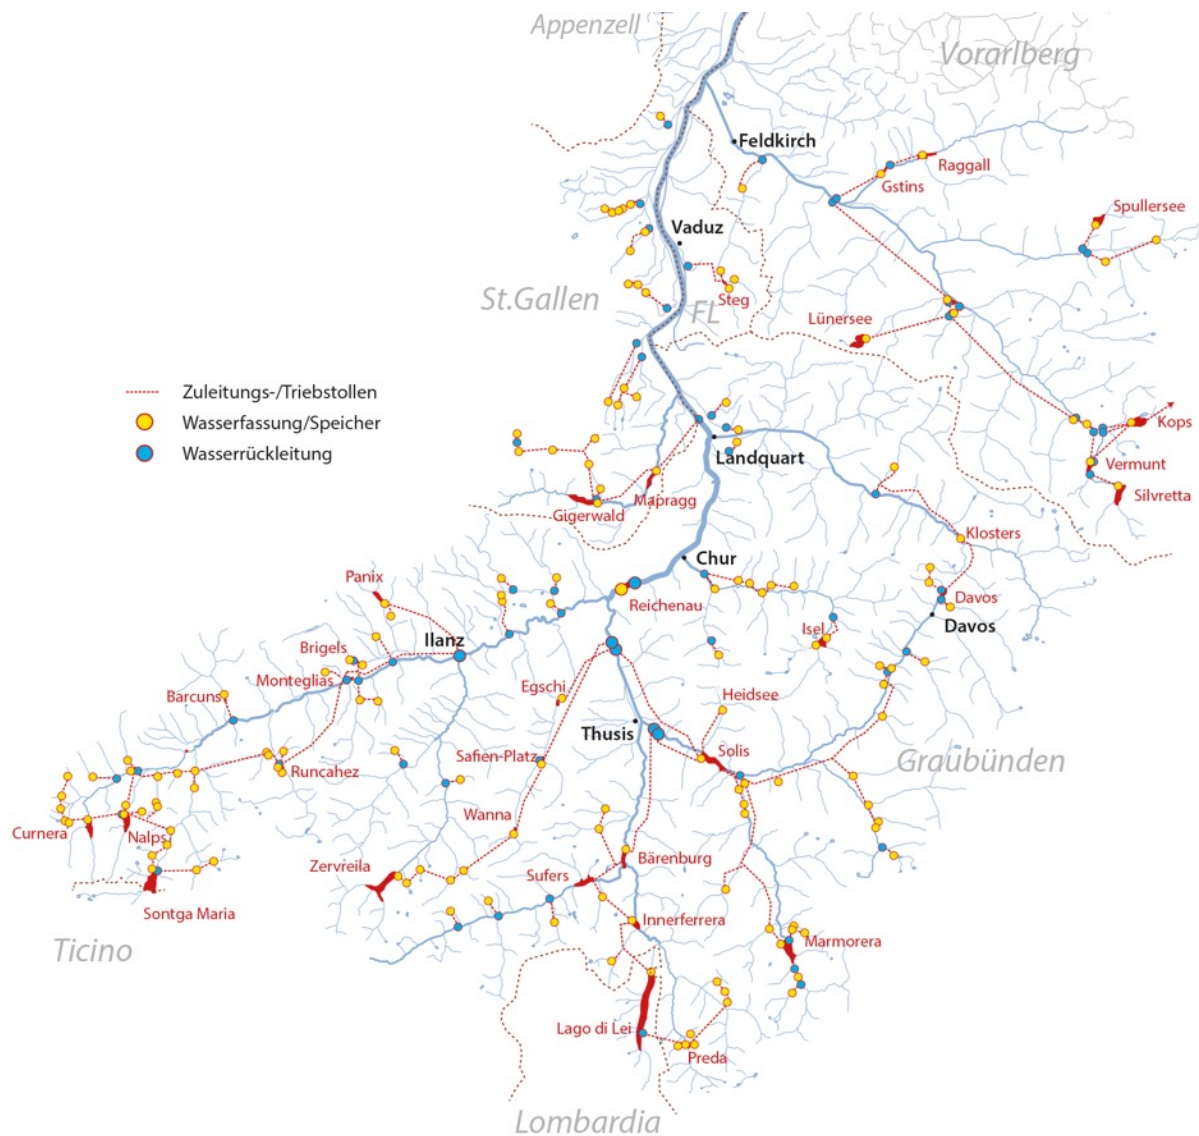 Appenzell
Vorarlberg
Feldkirch
Raggall
Gstins
Spullersee
Vaduz
St.Gallen
Steg
FL
Lünersee
Zuleitungs-/Triebstollen
Wasserfassung/Speicher
Wasserrückleitung
Kops
Landquart
Vermunt
Silvretta
Mapragg
Gigerwald
Klosters
Chur
Panix
Reichenau
Davos
Davos
Isel
Ilanz
Brigels
Monteglias
Egschi
Heidsee
Barcuns
Thusis
Solis
Safien-Platz
Graubünden
Runcahez
Wanna
Curnera
Nalps
Bärenburg
Zervreila
Sufers
Sontga Maria
Innerferrera
Marmorera
Ticino
Lago di Lei
Preda
Lombardia